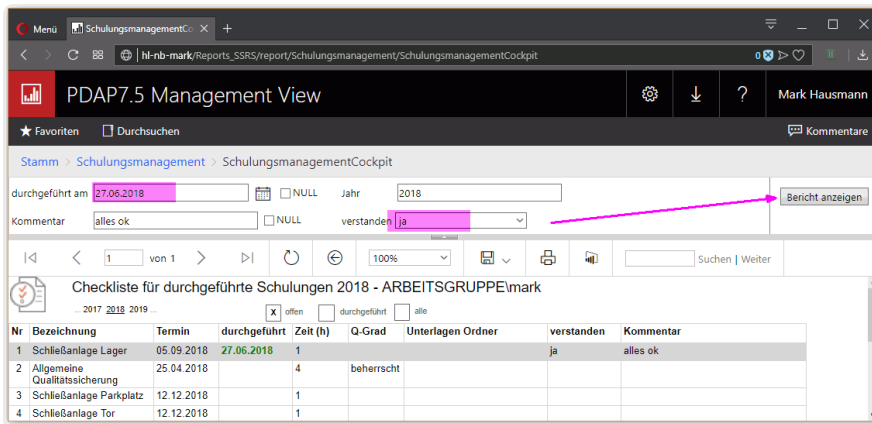 Menü SchulungsmanagementCo
hl-nb-mark/Reports_SSRS/report/Schulungsmanagement/SchulungsmanagementCockpit 0
PDAP7.5 Management View ? Mark Hausmann
Favoriten Durchsuchen Kommentare
Stamm > Schulungsmanagement > SchulungsmanagementCockpit
durchgeführt am 27.06.2018 NULL Jahr 2018 Bericht anzeigen
Kommentar alles ok NULL verstanden ja
1 von 1 100% Suchen | Weiter
Checkliste für durchgeführte Schulungen 2018 - ARBEITSGRUPPE\mark
... 2017 2018 2019 ... X offen durchgeführt alle
Nr Bezeichnung Termin durchgeführt Zeit (h) Q-Grad Unterlagen Ordner verstanden Kommentar
1 Schließanlage Lager 05.09.2018 27.06.2018 1 ja alles ok
2 Allgemeine Qualitätssicherung 25.04.2018 4 beherrscht
3 Schließanlage Parkplatz 12.12.2018 1
4 Schließanlage Tor 12.12.2018 1